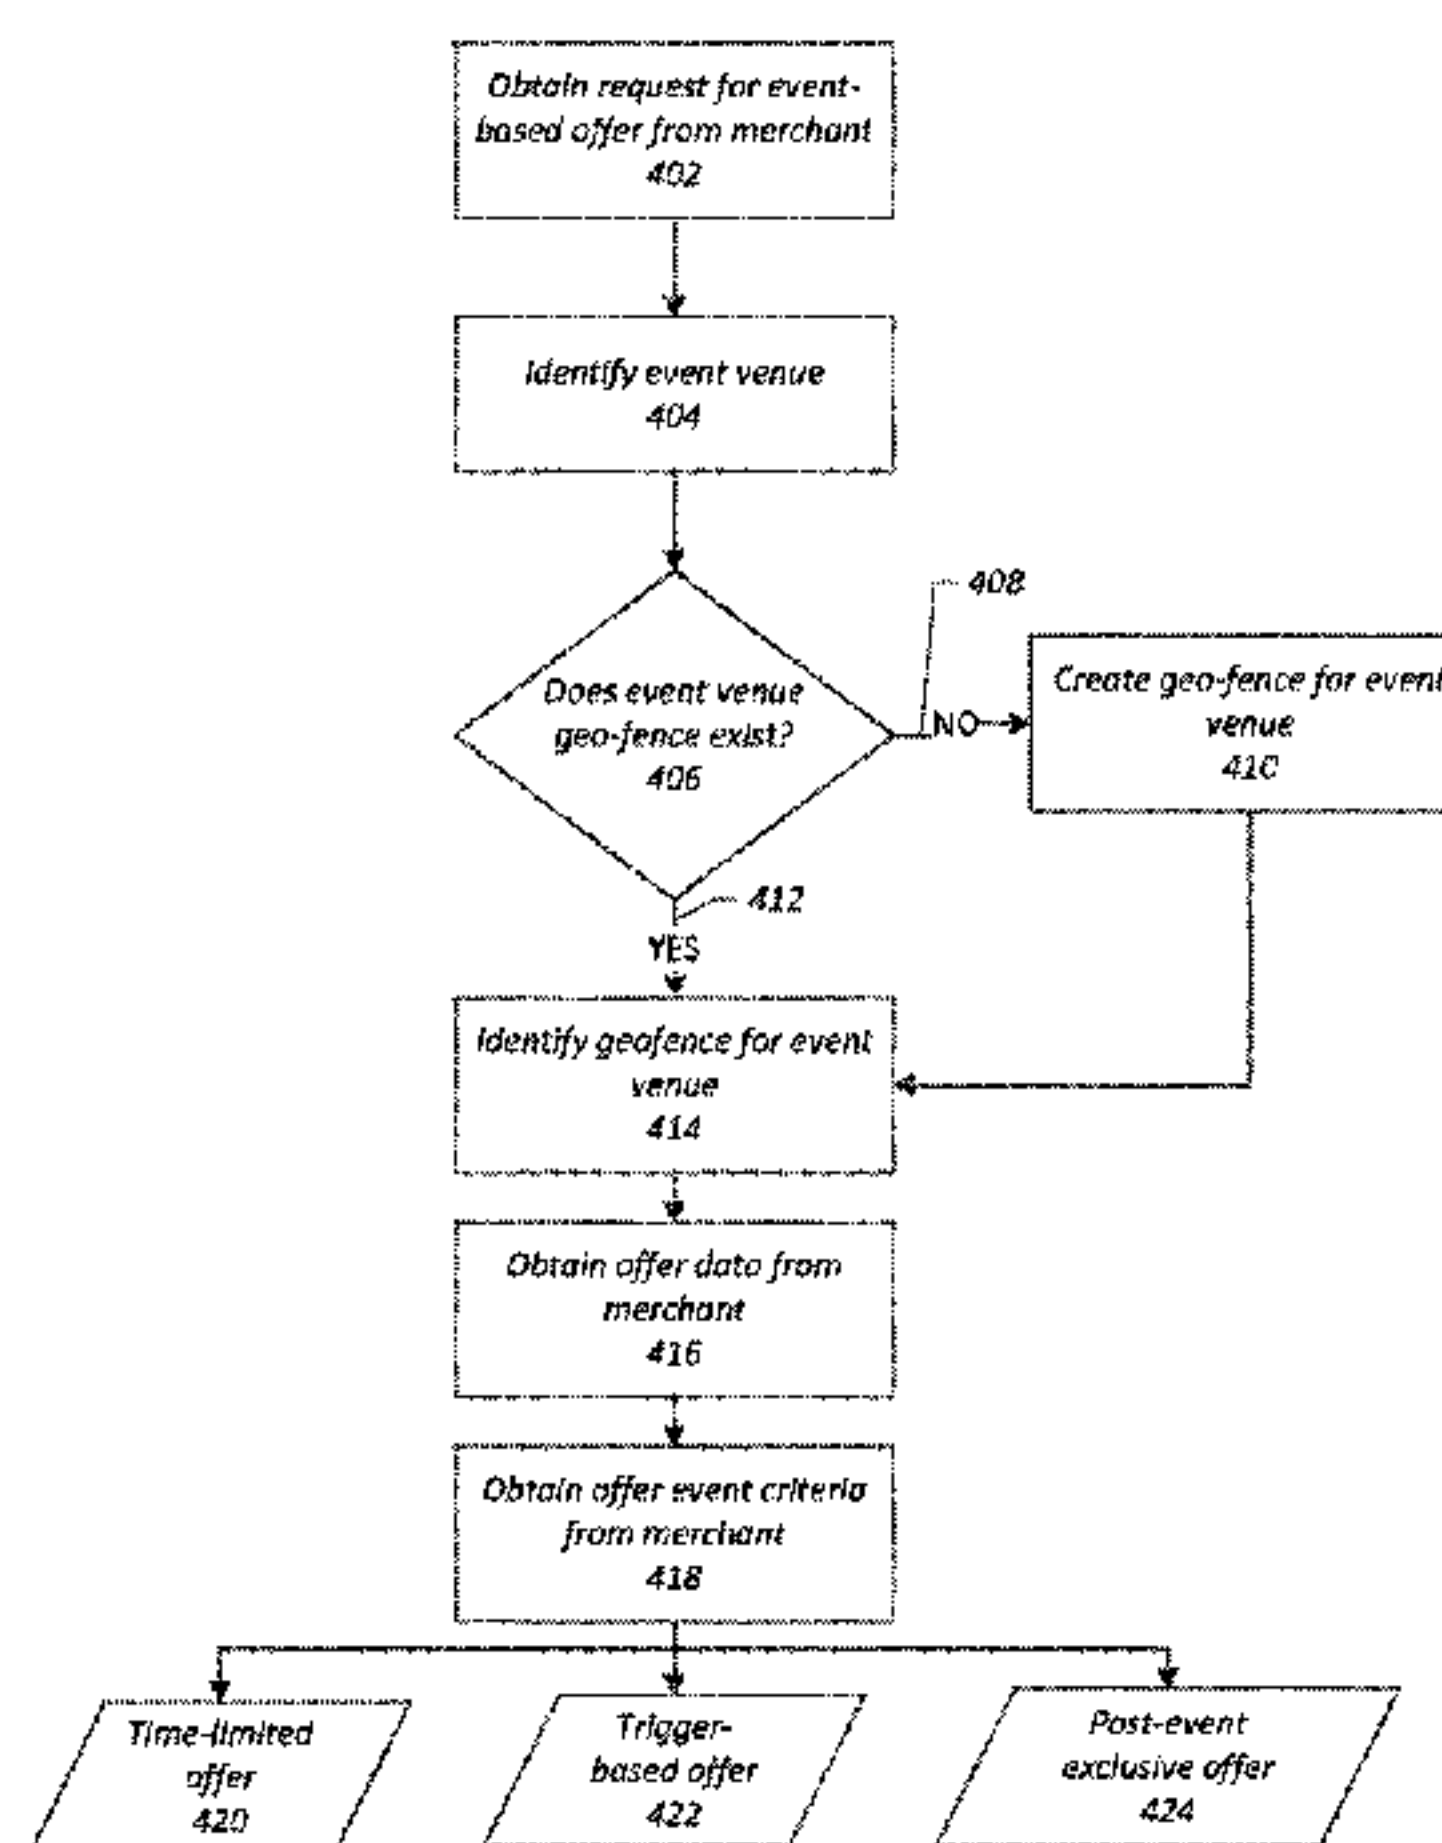 Obtain request for event-
based offer from merchant
402
Identify event venue
404
408
Does event venue
geo-fence exist?
406
NO
Create geo-fence for event
venue
410
412
YES
Identify geofence for event
venue
414
Obtain offer data from
merchant
416
Obtain offer event criteria
from merchant
418
Time-limited
offer
420
Trigger-
based offer
422
Post-event
exclusive offer
424